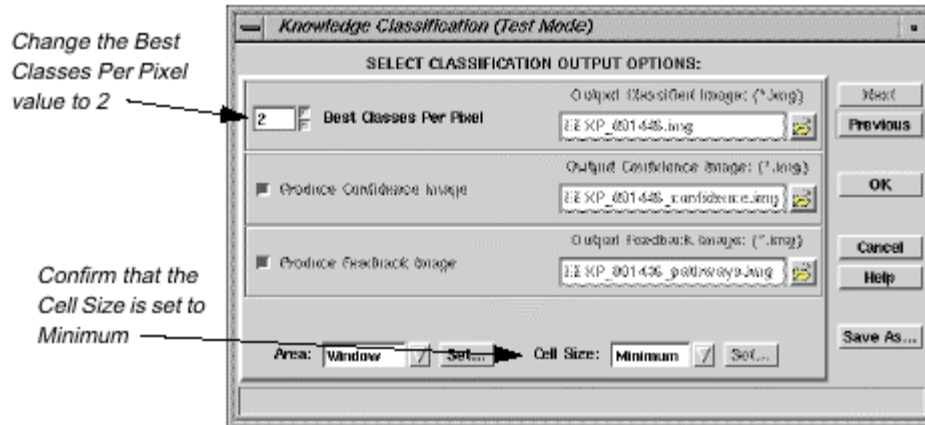 Knowledge Classification (Test Mode)
Change the Best
Classes Per Pixel
value to 2
SELECT CLASSIFICATION OUTPUT OPTIONS:
2 Best Classes Per Pixel
Output Classified Image: (*.img)
Produce Confidence Image
Output Confidence Image: (*.img)
Produce Feedback Image
Output Feedback Image: (*.img)
Confirm that the
Cell Size is set to
Minimum
Area: Window Set... Cell Size: Minimum Set...
Next
Previous
OK
Cancel
Help
Save As...